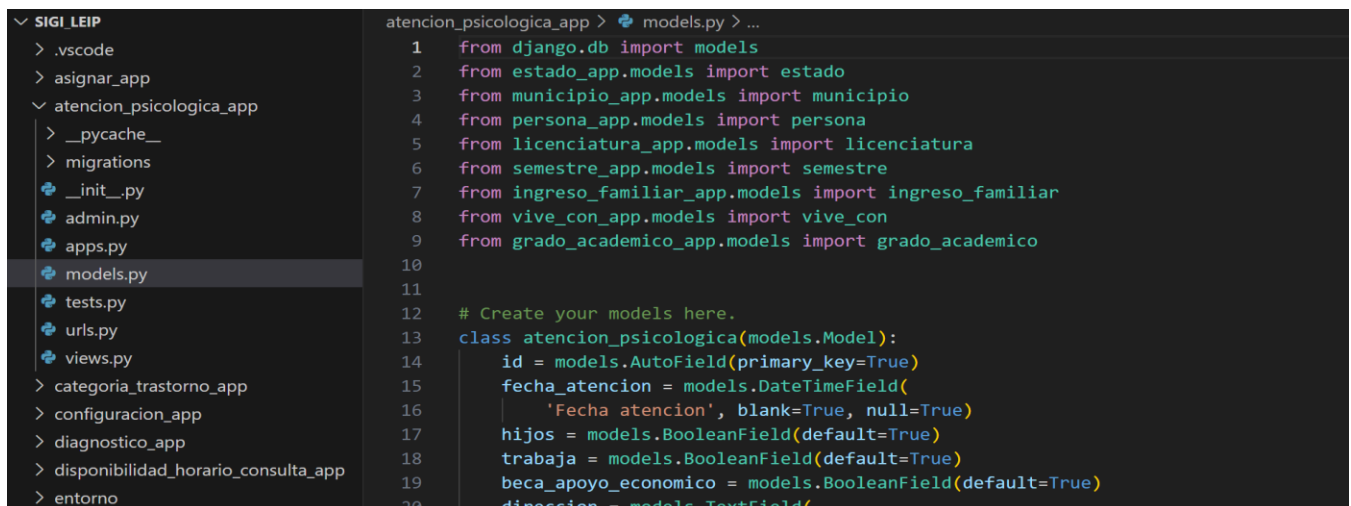 SIGI_LEIP
.vscode
asignar_app
atencion_psicologica_app
__pycache__
migrations
__init__.py
admin.py
apps.py
models.py
tests.py
urls.py
views.py
categoria_trastorno_app
configuracion_app
diagnostico_app
disponibilidad_horario_consulta_app
entorno
atencion_psicologica_app > models.py > ...
1 from django.db import models
2 from estado_app.models import estado
3 from municipio_app.models import municipio
4 from persona_app.models import persona
5 from licenciatura_app.models import licenciatura
6 from semestre_app.models import semestre
7 from ingreso_familiar_app.models import ingreso_familiar
8 from vive_con_app.models import vive_con
9 from grado_academico_app.models import grado_academico
10
11
12 # Create your models here.
13 class atencion_psicologica(models.Model):
14 id = models.AutoField(primary_key=True)
15 fecha_atencion = models.DateTimeField(
16 'Fecha atencion', blank=True, null=True)
17 hijos = models.BooleanField(default=True)
18 trabaja = models.BooleanField(default=True)
19 beca_apoyo_economico = models.BooleanField(default=True)
20 direccion = models.TextField(